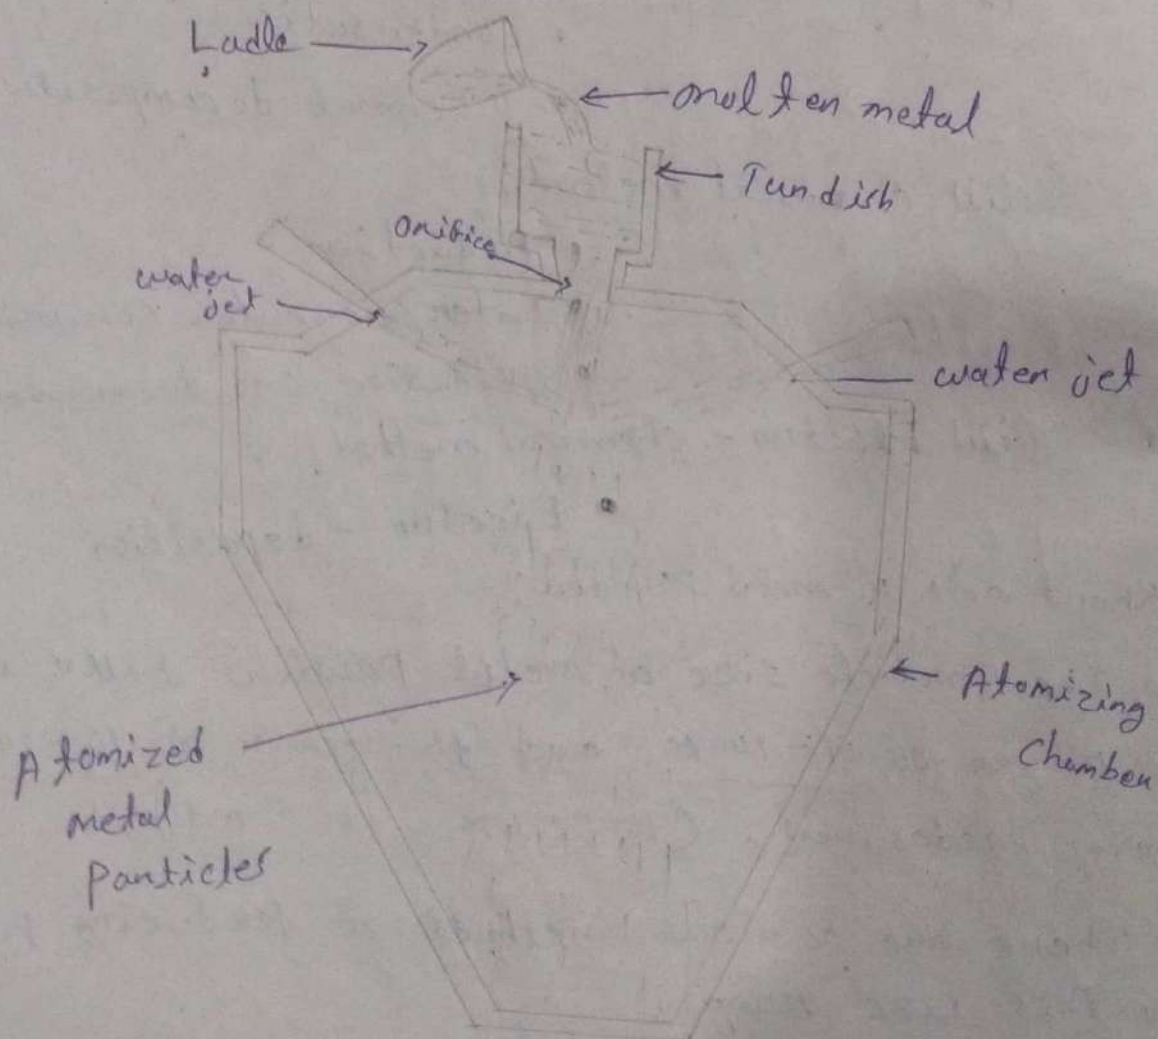 Ladle
molten metal
Tundish
Orifice
water
jet
water jet
Atomizing
Chamber
Atomized
metal
Particles